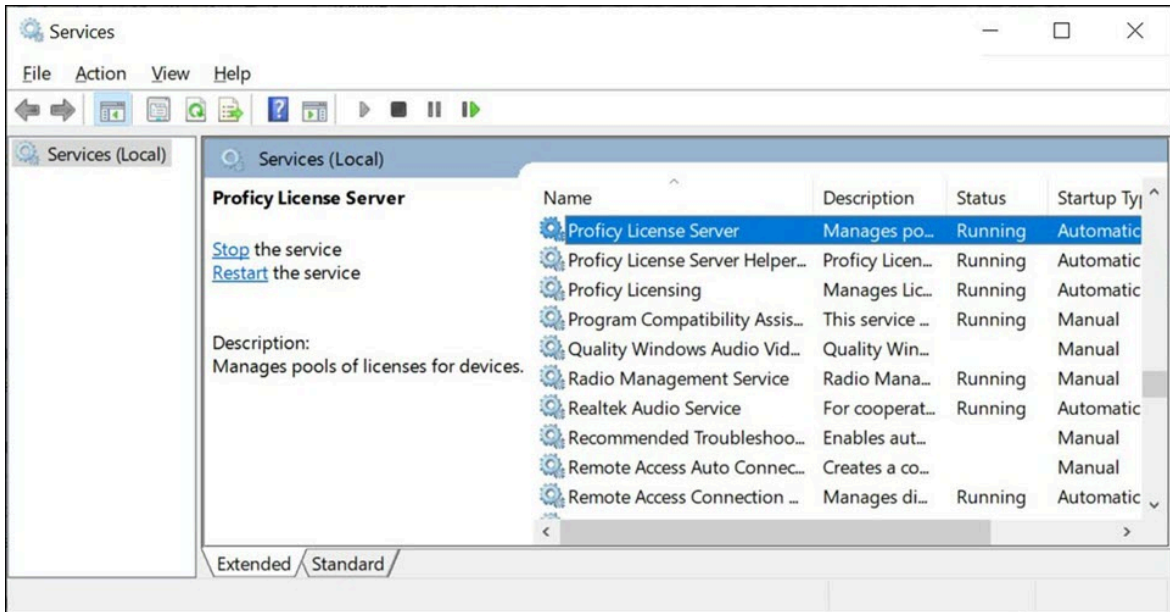 Services
File Action View Help
Services (Local)
Services (Local)
Proficy License Server
Stop the service
Restart the service
Description:
Manages pools of licenses for devices.
Name Description Status Startup Typ
Proficy License Server Manages po... Running Automatic
Proficy License Server Helper... Proficy Licen... Running Automatic
Proficy Licensing Manages Lic... Running Automatic
Program Compatibility Assis... This service ... Running Manual
Quality Windows Audio Vid... Quality Win... Manual
Radio Management Service Radio Mana... Running Manual
Realtek Audio Service For cooperat... Running Automatic
Recommended Troubleshoo... Enables aut... Manual
Remote Access Auto Connec... Creates a co... Manual
Remote Access Connection ... Manages di... Running Automatic
Extended Standard